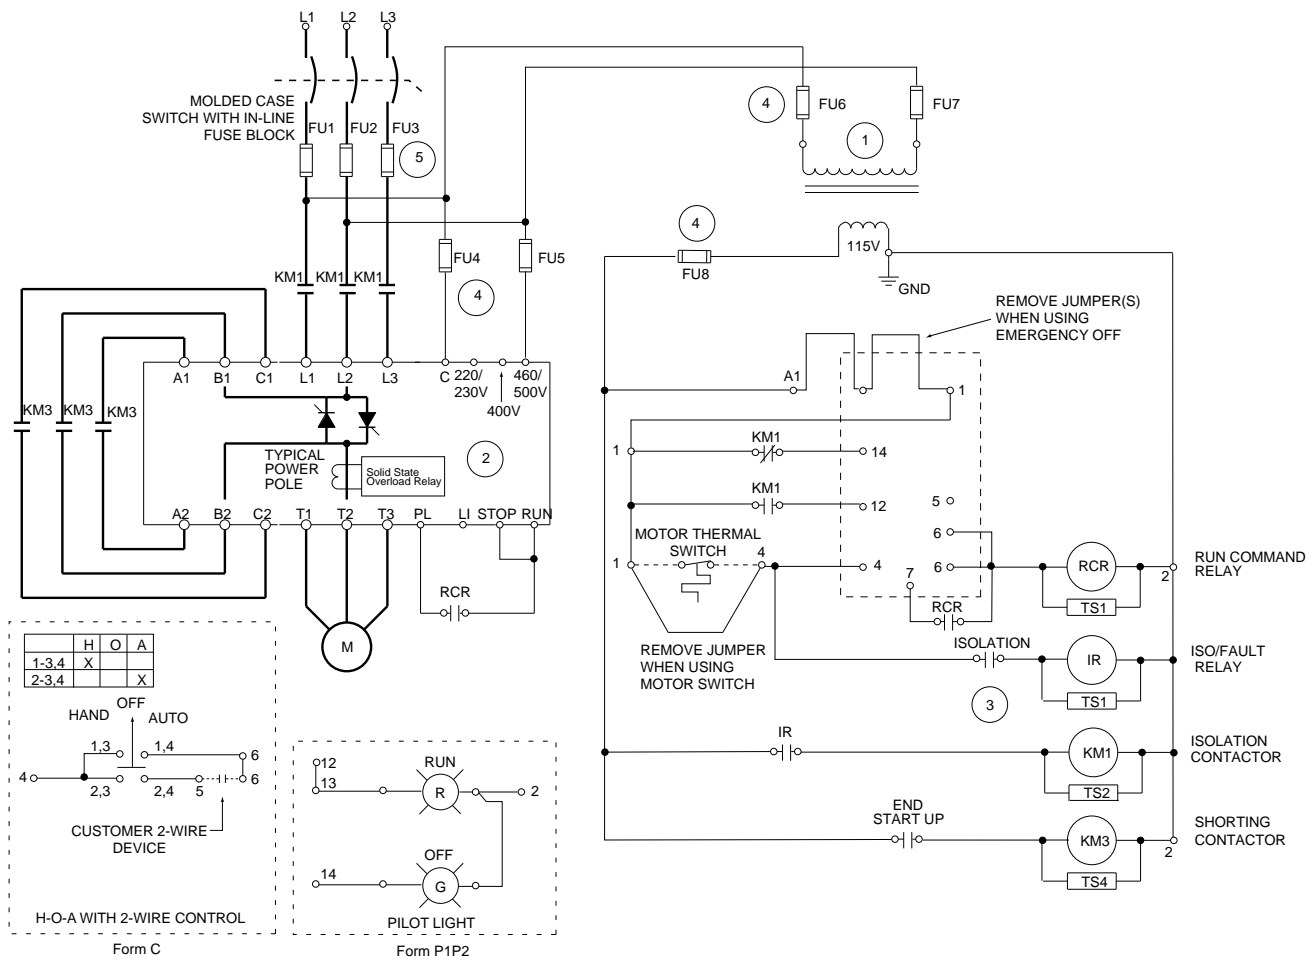 L1 L2 L3
MOLDED CASE
SWITCH WITH IN-LINE
FUSE BLOCK
FU1 FU2 FU3
5
4
FU6
FU7
1
4
FU8
115V
GND
FU4
FU5
4
KM1 KM1 KM1
REMOVE JUMPER(S)
WHEN USING
EMERGENCY OFF
A1 B1 C1 L1 L2 L3 C 220/
230V
400V
460/
500V
KM3 KM3 KM3
TYPICAL
POWER
POLE
Solid State
Overload Relay
2
A2 B2 C2 T1 T2 T3 PL LI STOP RUN
RCR
M
A1
1
1
KM1
14
KM1
12
5
6
MOTOR THERMAL
SWITCH
1
4
4
7
6
RCR
RCR
TS1
2
RUN COMMAND
RELAY
REMOVE JUMPER
WHEN USING
MOTOR SWITCH
ISOLATION
3
IR
TS1
ISO/FAULT
RELAY
IR
KM1
TS2
ISOLATION
CONTACTOR
END
START UP
KM3
TS4
2
SHORTING
CONTACTOR
H O A
1-3,4 X
2-3,4 X
OFF
HAND
AUTO
1,3
1,4
6
4
2,3
2,4
5
6
CUSTOMER 2-WIRE
DEVICE
H-O-A WITH 2-WIRE CONTROL
Form C
12
13
RUN
R
2
14
OFF
G
PILOT LIGHT
Form P1P2